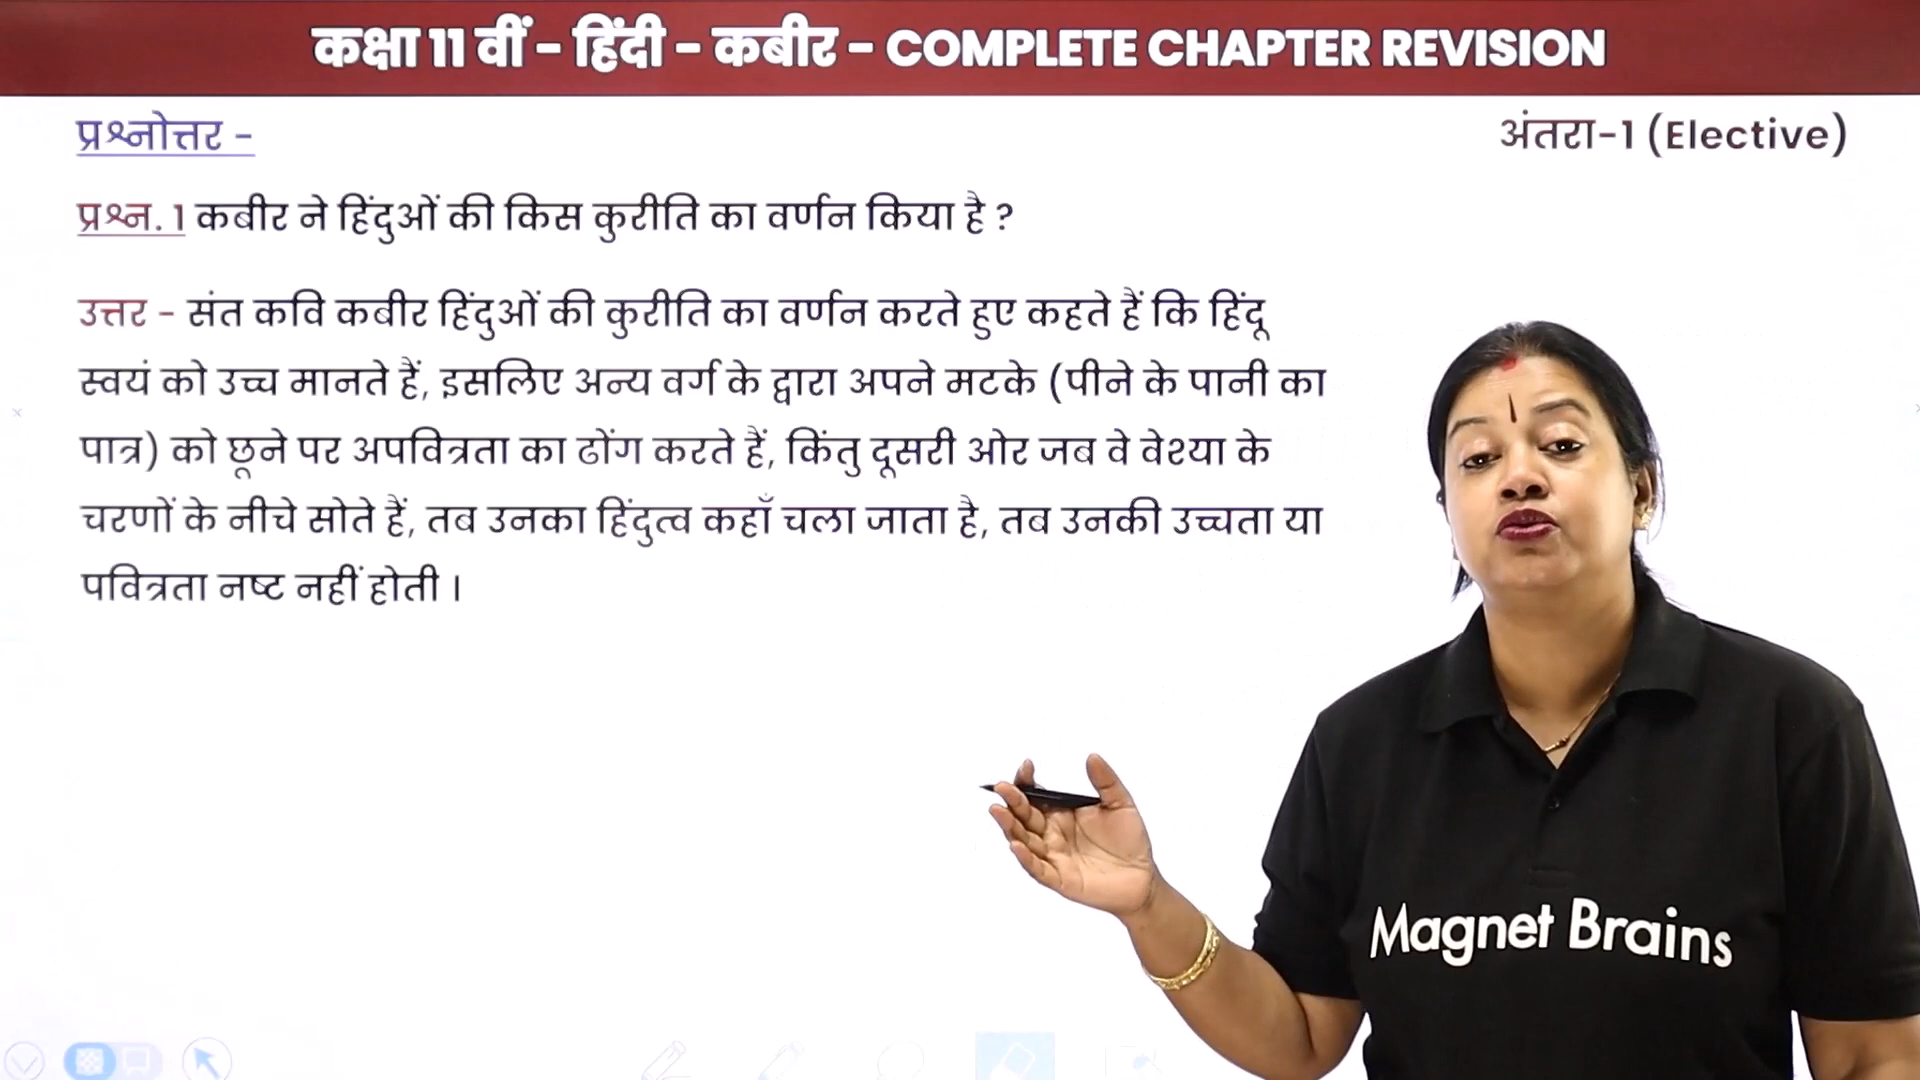 कक्षा 11 वीं – हिंदी – कबीर – COMPLETE CHAPTER REVISION
प्रश्नोत्तर –
अंतरा-1 (Elective)
प्रश्न. 1 कबीर ने हिंदुओं की किस कुरीति का वर्णन किया है ?
उत्तर - संत कवि कबीर हिंदुओं की कुरीति का वर्णन करते हुए कहते हैं कि हिंदू
स्वयं को उच्च मानते हैं, इसलिए अन्य वर्ग के द्वारा अपने मटके (पीने के पानी का
पात्र) को छूने पर अपवित्रता का ढोंग करते हैं, किंतु दूसरी ओर जब वे वेश्या के
चरणों के नीचे सोते हैं, तब उनका हिंदुत्व कहाँ चला जाता है, तब उनकी उच्चता या
पवित्रता नष्ट नहीं होती ।
Magnet Brains